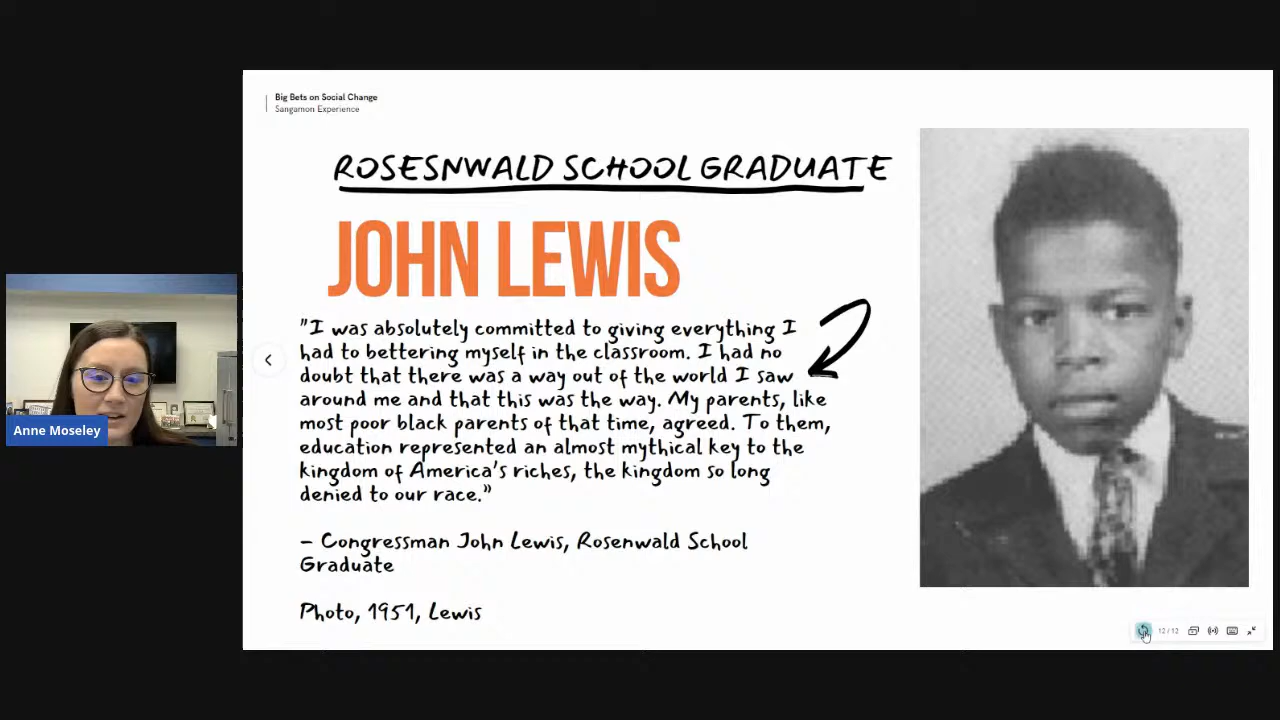 Big Bets on Social Change
Sangamon Experience
ROSESNWALD SCHOOL GRADUATE
JOHN LEWIS
"I was absolutely committed to giving everything I
had to bettering myself in the classroom. I had no
doubt that there was a way out of the world I saw
around me and that this was the way. My parents, like
most poor black parents of that time, agreed. To them,
education represented an almost mythical key to the
kingdom of America's riches, the kingdom so long
denied to our race."
– Congressman John Lewis, Rosenwald School
Graduate
Photo, 1951, Lewis
Anne Moseley
12 / 12